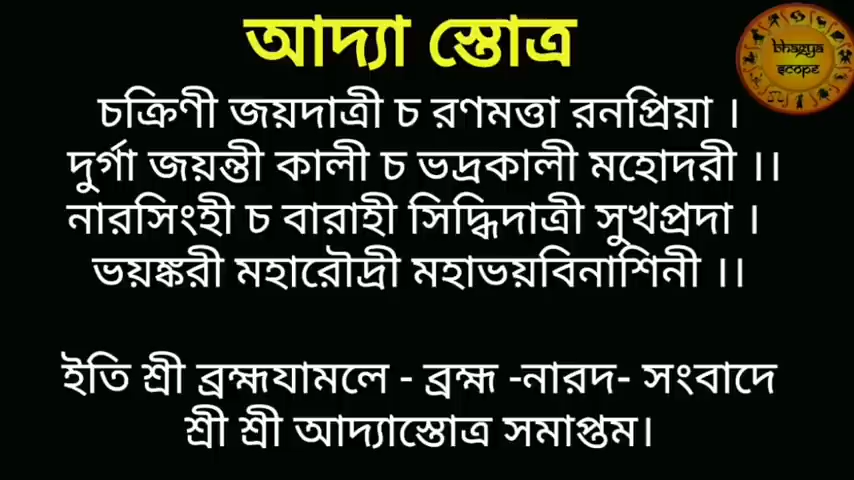 আদ্যা স্তোত্র
bhagya
scope
চক্রিণী জয়দাত্রী চ রণমত্তা রনপ্রিয়া ।
দুর্গা জয়ন্তী কালী চ ভদ্রকালী মহোদরী ।।
নারসিংহী চ বারাহী সিদ্ধিদাত্রী সুখপ্রদা ।
ভয়ঙ্করী মহারৌদ্রী মহাভয়বিনাশিনী ।।
ইতি শ্রী ব্রহ্মযামলে - ব্রহ্ম -নারদ- সংবাদে
শ্রী শ্রী আদ্যাস্তোত্র সমাপ্তম।